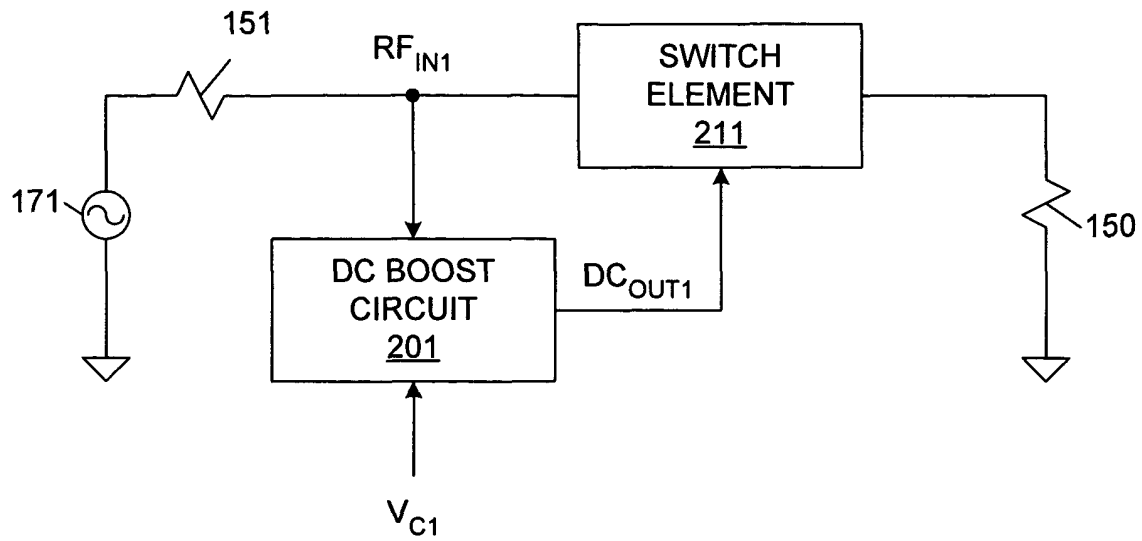 151
RF_IN1
SWITCH
ELEMENT
211
171
150
DC BOOST
CIRCUIT
201
DC_OUT1
V_C1